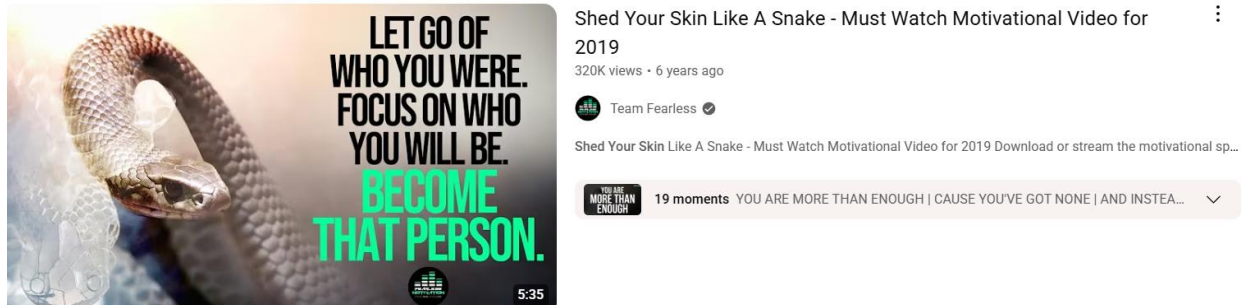 LET GO OF
WHO YOU WERE.
FOCUS ON WHO
YOU WILL BE.
BECOME
THAT PERSON.
5:35
Shed Your Skin Like A Snake - Must Watch Motivational Video for
2019
320K views • 6 years ago
Team Fearless
Shed Your Skin Like A Snake - Must Watch Motivational Video for 2019 Download or stream the motivational sp...
YOU ARE
MORE THAN
ENOUGH
19 moments YOU ARE MORE THAN ENOUGH | CAUSE YOU'VE GOT NONE | AND INSTEA...